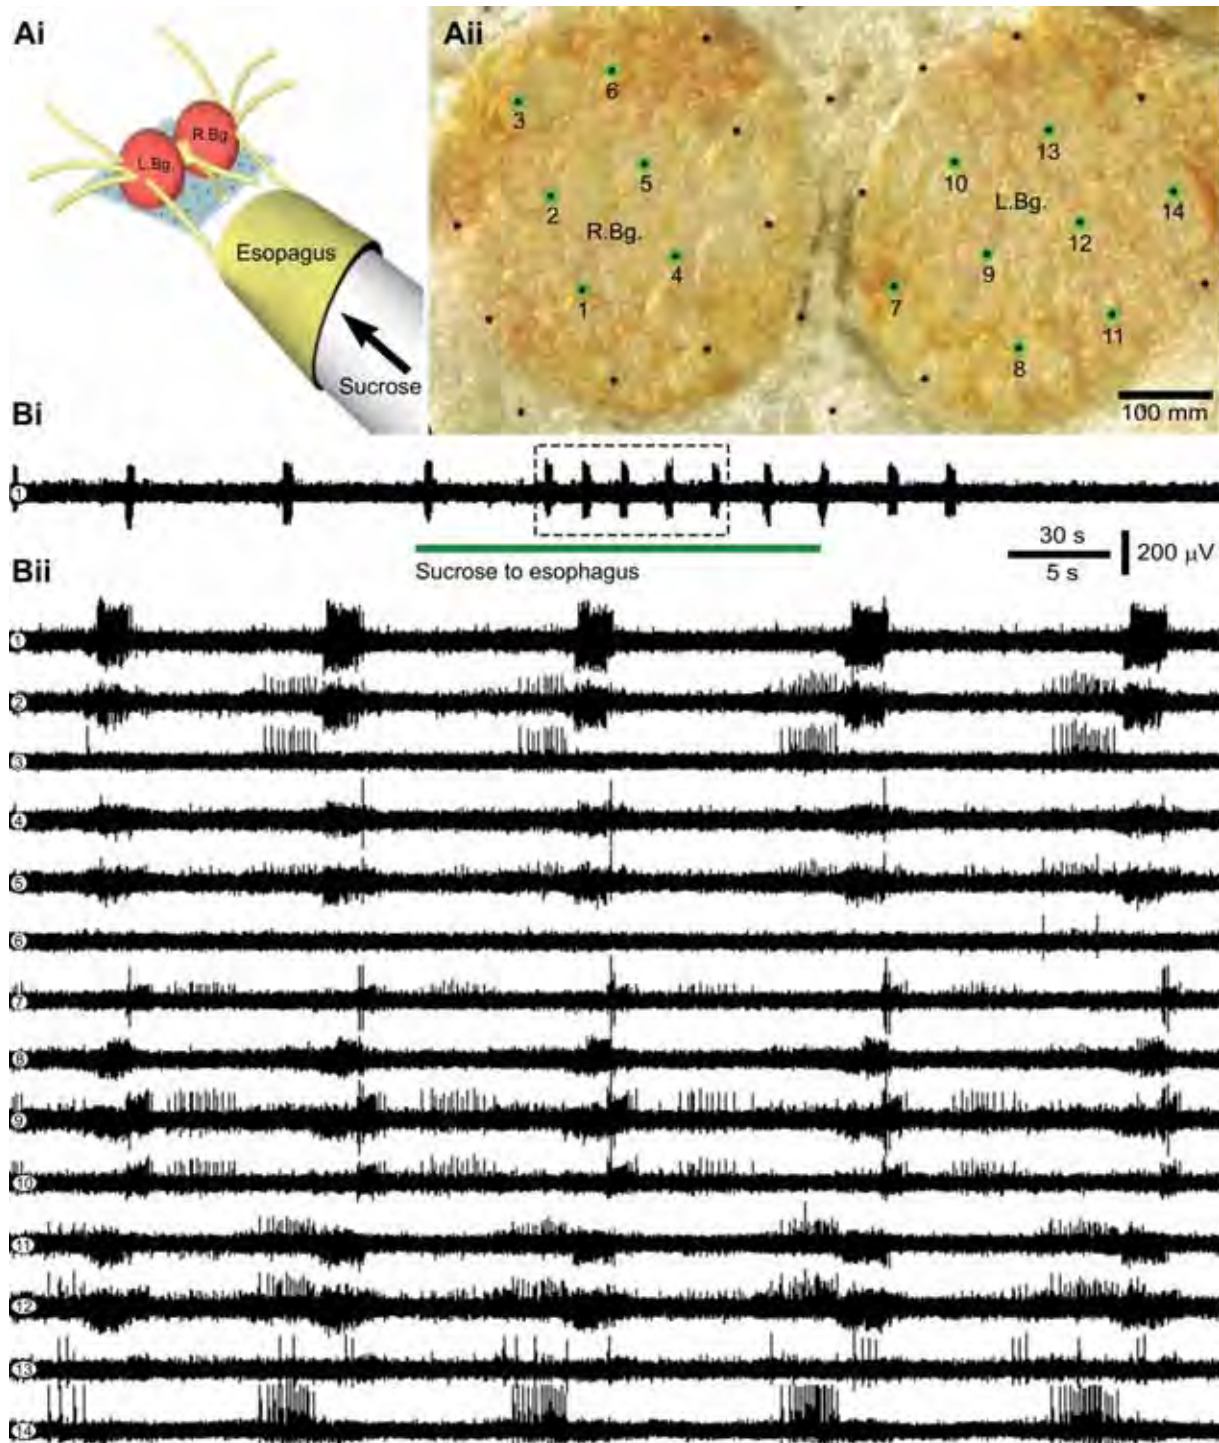 Ai
R.Bg.
L.Bg.
Esopagus
Sucrose
Aii
6
3
13
5
10
2
L.Bg.
14
R.Bg.
12
4
9
1
7
11
8
100 mm
Bi
1
30 s
200 μV
5 s
Sucrose to esophagus
Bii
1
2
3
4
5
6
7
8
9
10
11
12
13
14